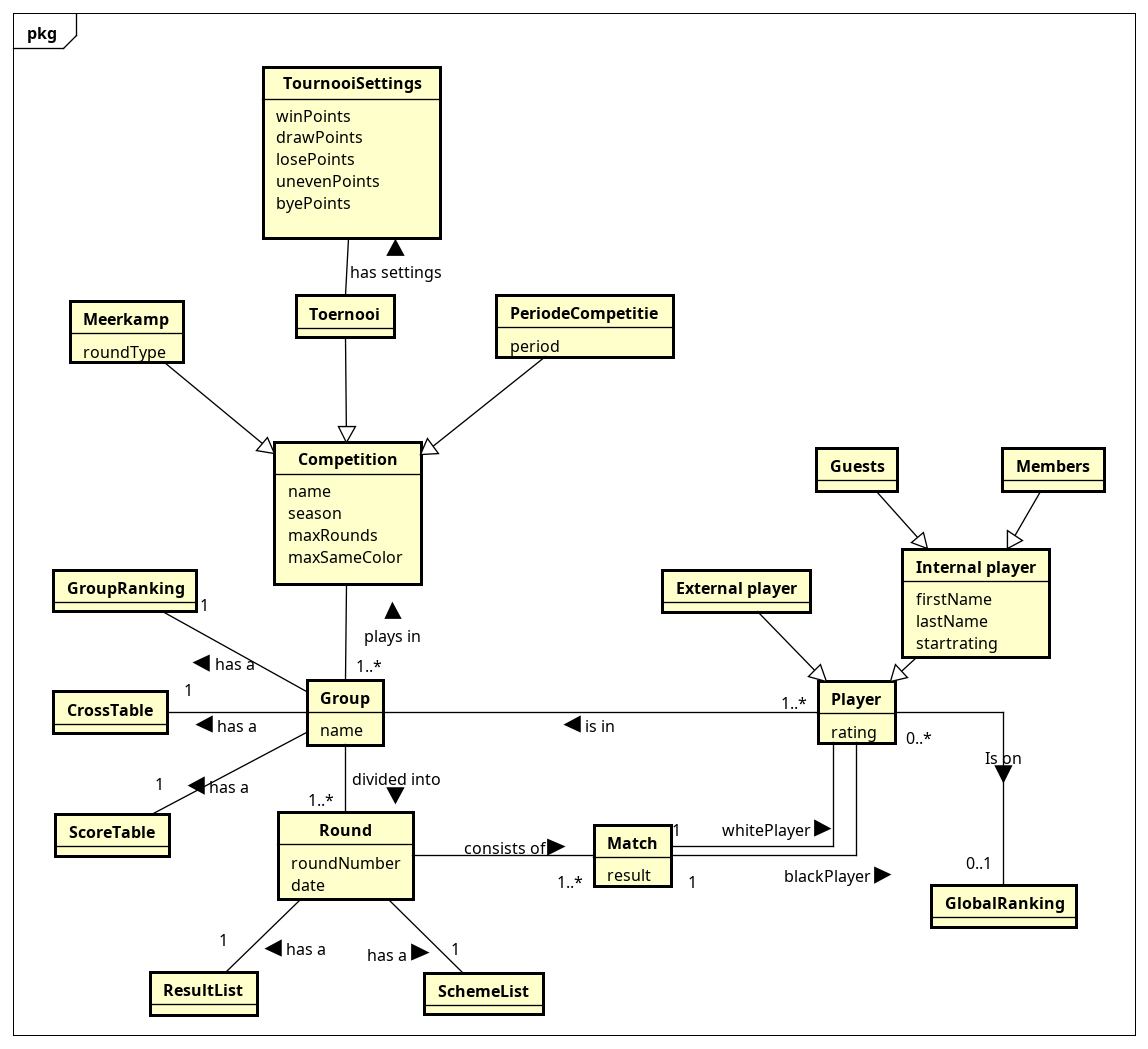 pkg
TournooiSettings
winPoints
drawPoints
losePoints
unevenPoints
byePoints
has settings
Meerkamp
roundType
Toernooi
PeriodeCompetitie
period
Competition
name
season
maxRounds
maxSameColor
Guests
Members
Internal player
firstName
lastName
startrating
External player
GroupRanking
1
plays in
has a
1..*
CrossTable
1
has a
Group
name
is in
1..*
Player
rating
0..*
Is on
1
has a
divided into
1..*
ScoreTable
Round
roundNumber
date
consists of
1..*
Match
result
1
whitePlayer
1
blackPlayer
0..1
GlobalRanking
1
has a
has a
1
ResultList
SchemeList